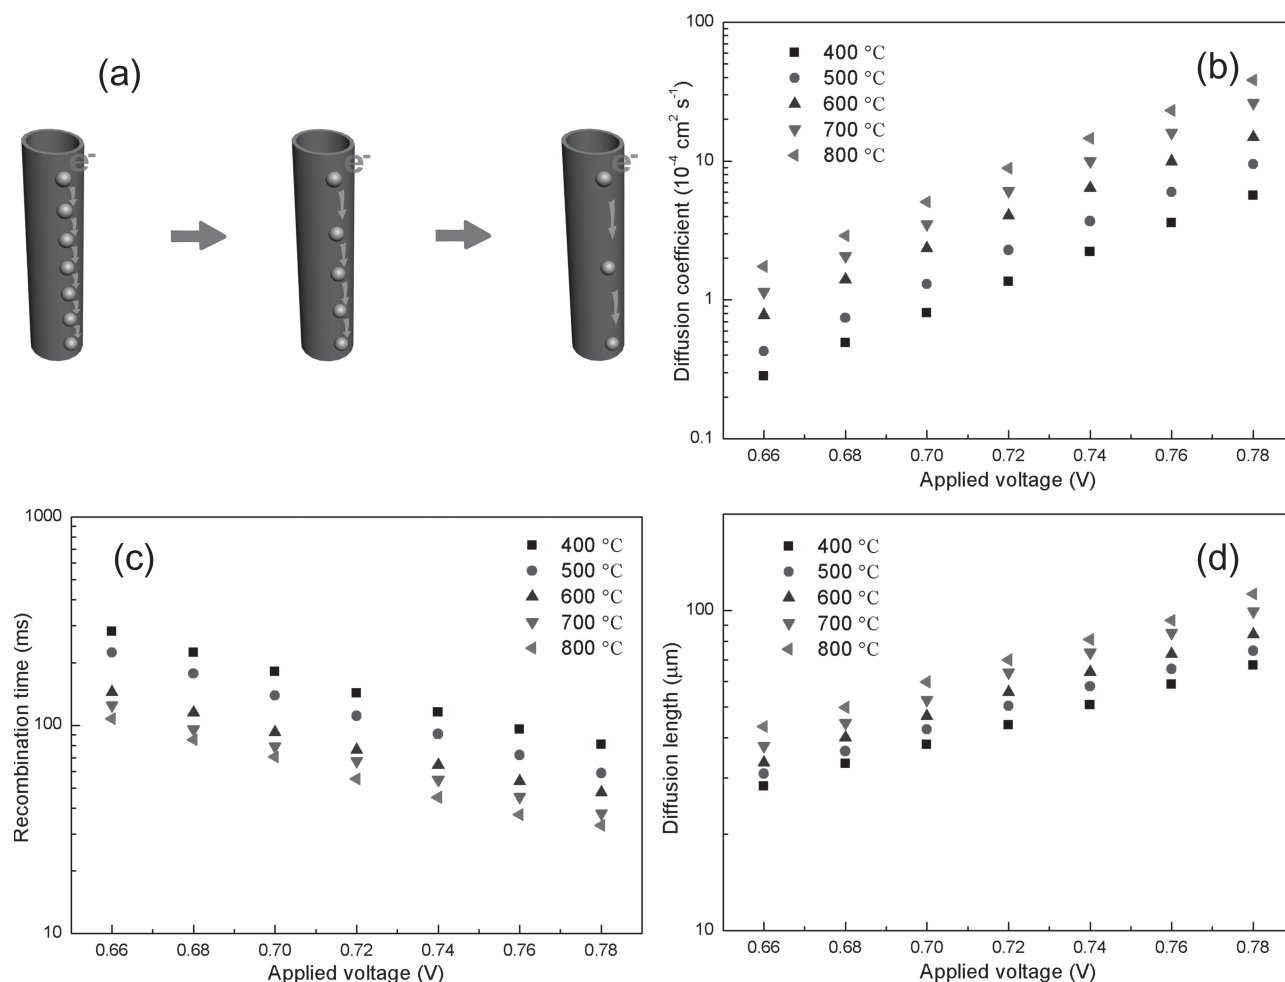 (a)
e-
e-
e-
(b)
400 °C
500 °C
600 °C
700 °C
800 °C
100
10
1
0.1
Diffusion coefficient (10⁻⁴ cm² s⁻¹)
0.66 0.68 0.70 0.72 0.74 0.76 0.78
Applied voltage (V)
(c)
400 °C
500 °C
600 °C
700 °C
800 °C
1000
100
10
Recombination time (ms)
0.66 0.68 0.70 0.72 0.74 0.76 0.78
Applied voltage (V)
(d)
400 °C
500 °C
600 °C
700 °C
800 °C
100
10
Diffusion length (μm)
0.66 0.68 0.70 0.72 0.74 0.76 0.78
Applied voltage (V)